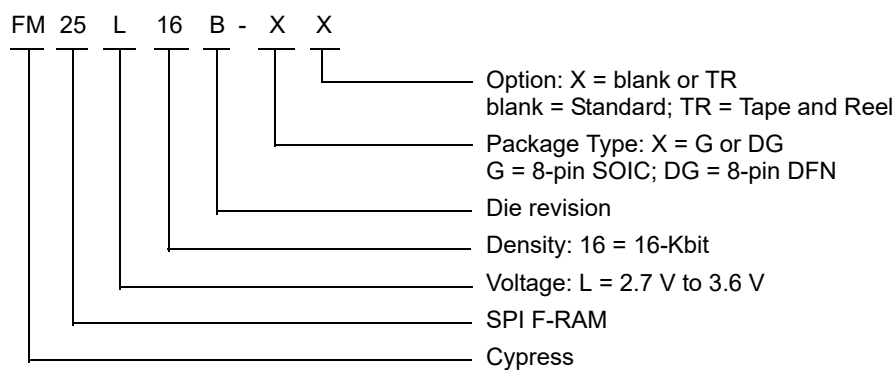 FM 25 L 16 B - X X
Option: X = blank or TR
blank = Standard; TR = Tape and Reel
Package Type: X = G or DG
G = 8-pin SOIC; DG = 8-pin DFN
Die revision
Density: 16 = 16-Kbit
Voltage: L = 2.7 V to 3.6 V
SPI F-RAM
Cypress